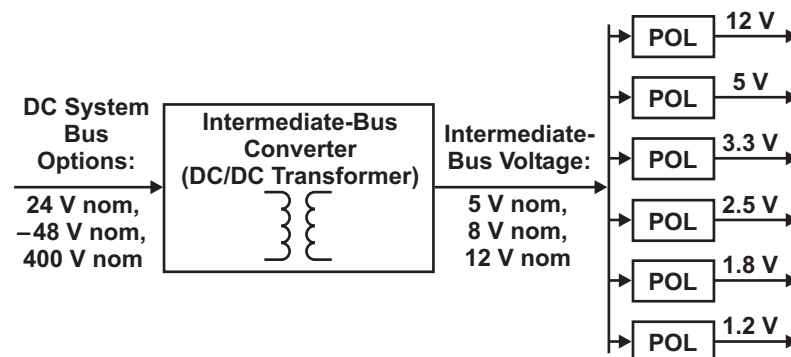 DC System
Bus
Options:
24 V nom,
–48 V nom,
400 V nom
Intermediate-Bus
Converter
(DC/DC Transformer)
Intermediate-
Bus Voltage:
5 V nom,
8 V nom,
12 V nom
POL
12 V
POL
5 V
POL
3.3 V
POL
2.5 V
POL
1.8 V
POL
1.2 V